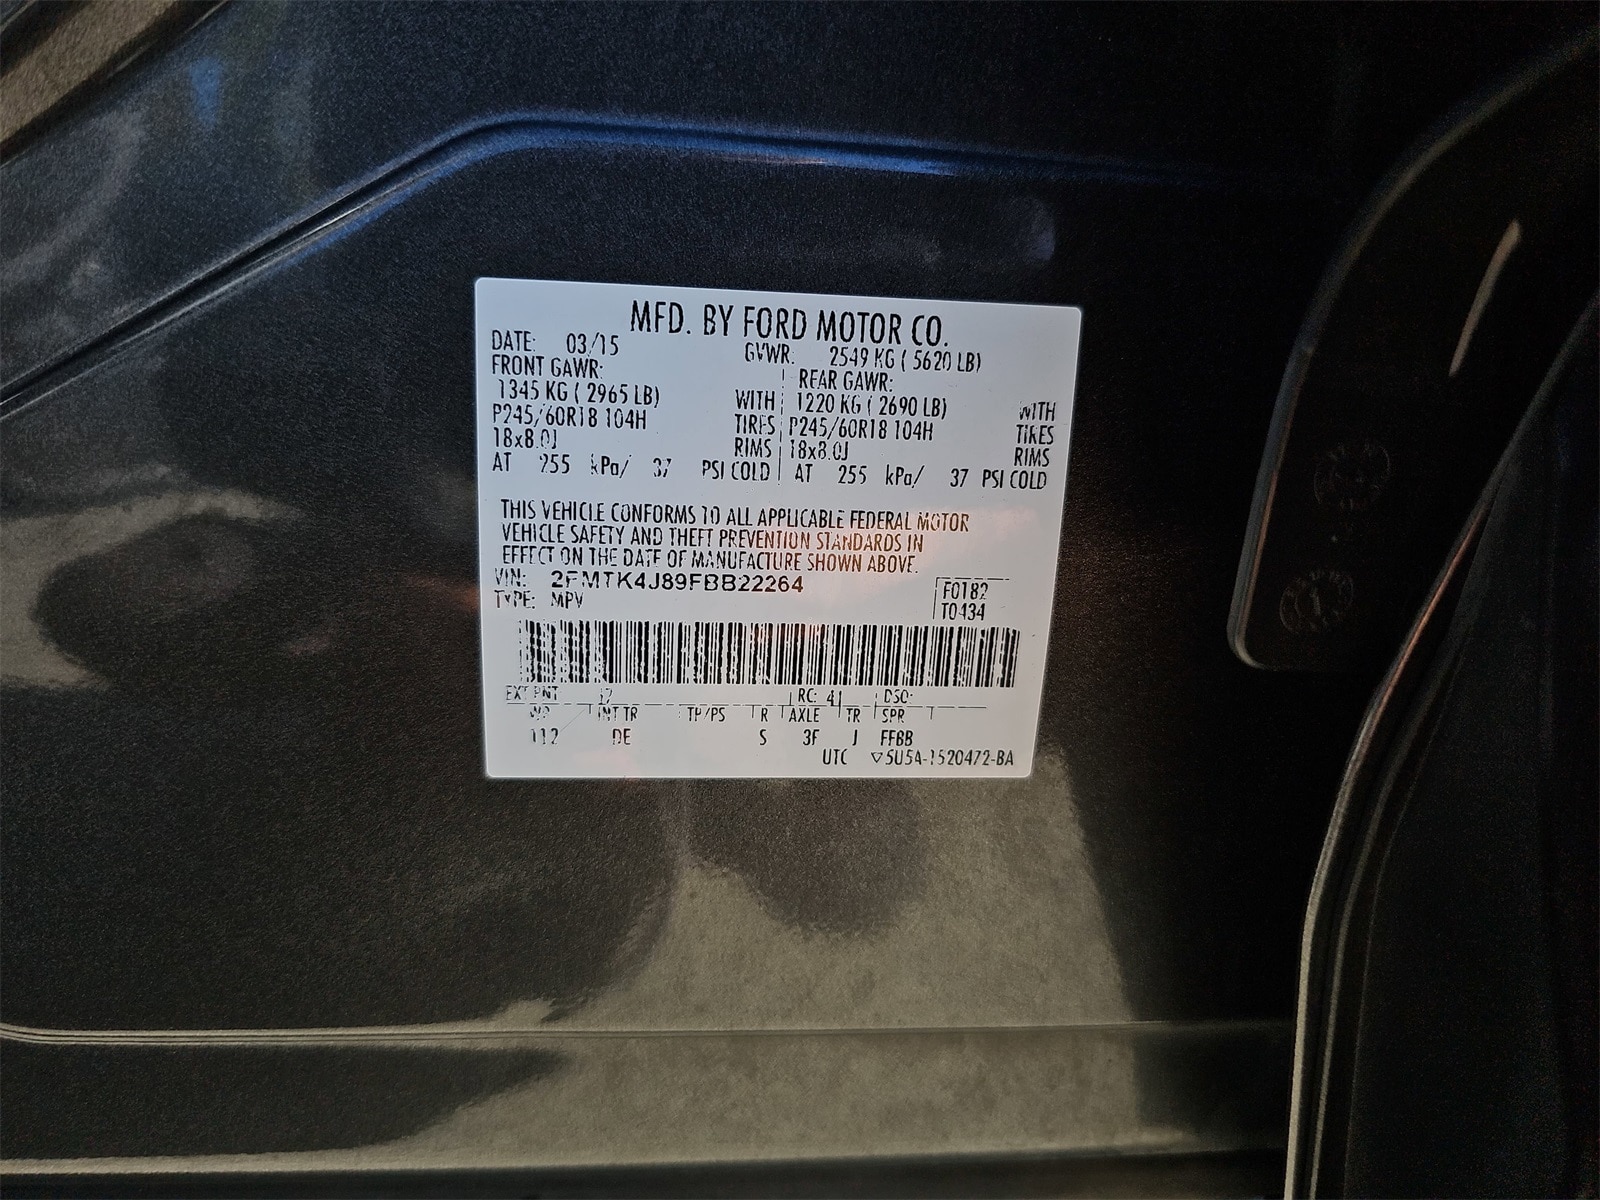 MFD. BY FORD MOTOR CO.
DATE: 03/15 GVWR: 2549 KG ( 5620 LB)
FRONT GAWR: REAR GAWR:
1345 KG ( 2965 LB) WITH 1220 KG ( 2690 LB) WITH
P245/60R18 104H TIRES P245/60R18 104H TIRES
18x8.0J RIMS 18x8.0J RIMS
AT 255 kPa/ 37 PSI COLD AT 255 kPa/ 37 PSI COLD
THIS VEHICLE CONFORMS TO ALL APPLICABLE FEDERAL MOTOR
VEHICLE SAFETY AND THEFT PREVENTION STANDARDS IN
EFFECT ON THE DATE OF MANUFACTURE SHOWN ABOVE.
VIN: 2FMTK4J89FBB22264 F0182
TYPE: MPV T0434
EXT PNT RC: 41 DSO:
WB INT TR TP/PS R AXLE TR SPR
112 DE S 3F J FFBB
UTC ▽5U5A-1520472-BA